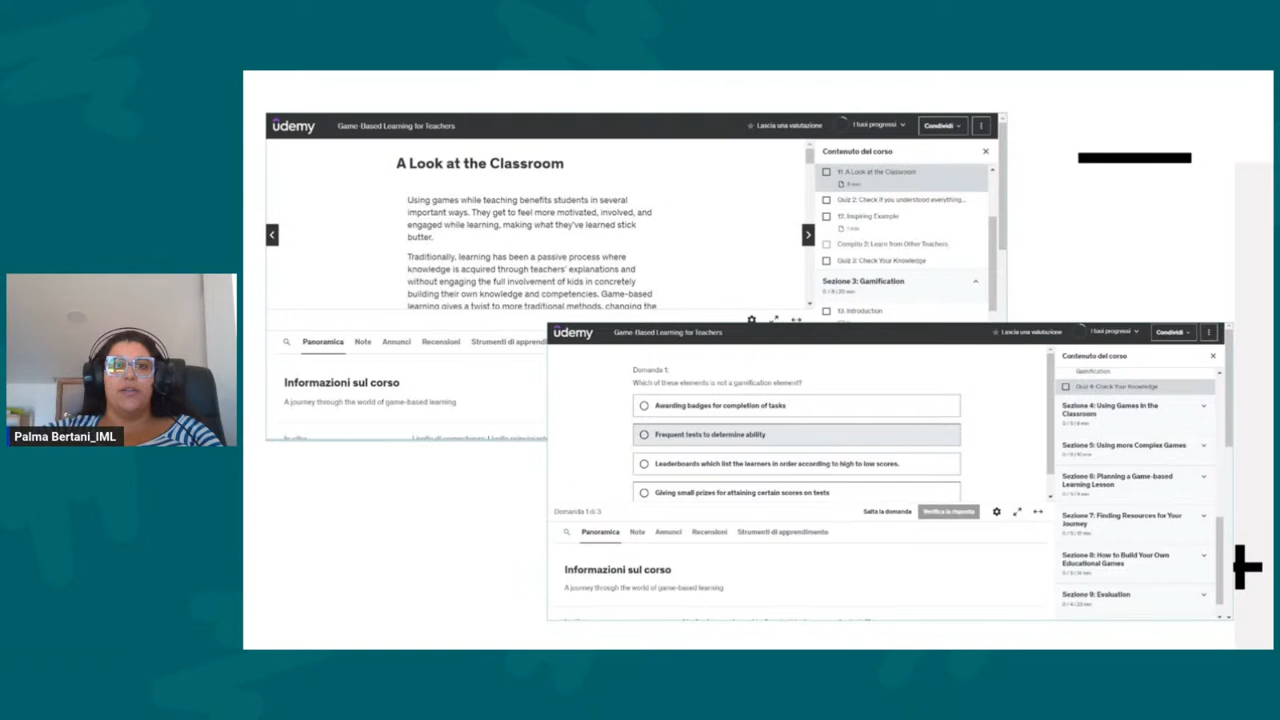 ûdemy
Game-Based Learning for Teachers
Lascia una valutazione
I tuoi progressi
Condividi
A Look at the Classroom
Using games while teaching benefits students in several
important ways. They get to feel more motivated, involved, and
engaged while learning, making what they've learned stick
butter.
Traditionally, learning has been a passive process where
knowledge is acquired through teachers' explanations and
without engaging the full involvement of kids in concretely
building their own knowledge and competencies. Game-based
learning gives a twist to more traditional methods, changing the
Contenuto del corso
11. A Look at the Classroom
Quiz 2: Check if you understood everything...
12. Inspiring Example
1 min
Compito 2: Learn from Other Teachers
Quiz 3: Check Your Knowledge
Sezione 3: Gamification
13. Introduction
Panoramica
Note
Annunci
Recensioni
Strumenti di apprendi
Informazioni sul corso
A journey through the world of game-based learning
Palma Bertani_IML
ûdemy
Game-Based Learning for Teachers
Lascia una valutazione
I tuoi progressi
Condividi
Domanda 1:
Which of these elements is not a gamification element?
Awarding badges for completion of tasks
Frequent tests to determine ability
Leaderboards which list the learners in order according to high to low scores.
Giving small prizes for attaining certain scores on tests
Domanda 1 di 3
Salta la domanda
Verifica la risposta
Contenuto del corso
Gamification
Quiz 4: Check Your Knowledge
Sezione 4: Using Games in the
Classroom
Sezione 5: Using more Complex Games
Sezione 6: Planning a Game-based
Learning Lesson
Sezione 7: Finding Resources for Your
Journey
Sezione 8: How to Build Your Own
Educational Games
Sezione 9: Evaluation
Panoramica
Note
Annunci
Recensioni
Strumenti di apprendimento
Informazioni sul corso
A journey through the world of game-based learning